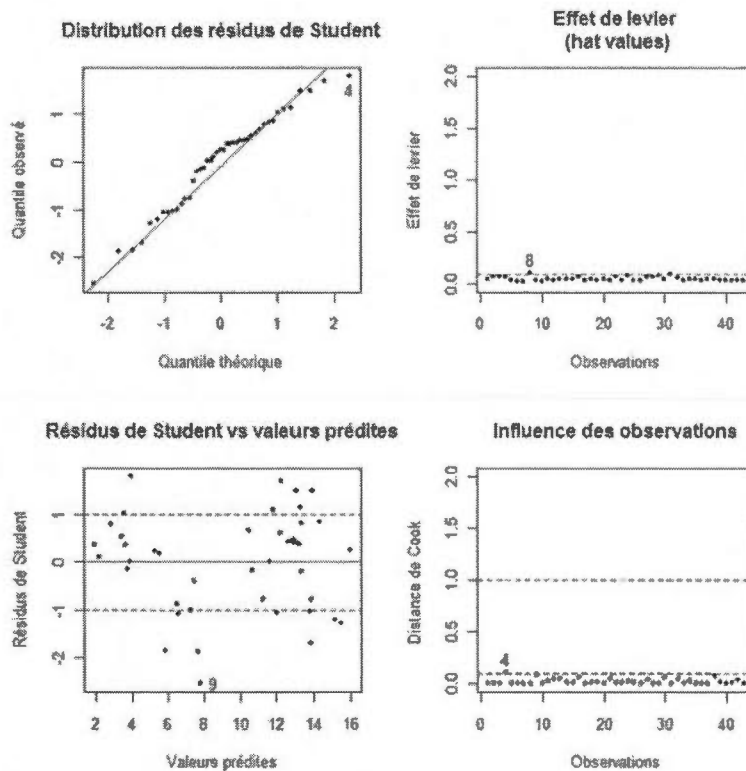 Distribution des résidus de Student
Quantile observé
1
0
-1
-2
4
-2 -1 0 1 2
Quantile théorique
Effet de levier
(hat values)
Effet de levier
2.0
1.5
1.0
0.5
0.0
8
0 10 20 30 40
Observations
Résidus de Student vs valeurs prédites
Résidus de Student
1
0
-1
-2
9
2 4 6 8 10 12 14 16
Valeurs prédites
Influence des observations
Distance de Cook
2.0
1.5
1.0
0.5
0.0
4
0 10 20 30 40
Observations